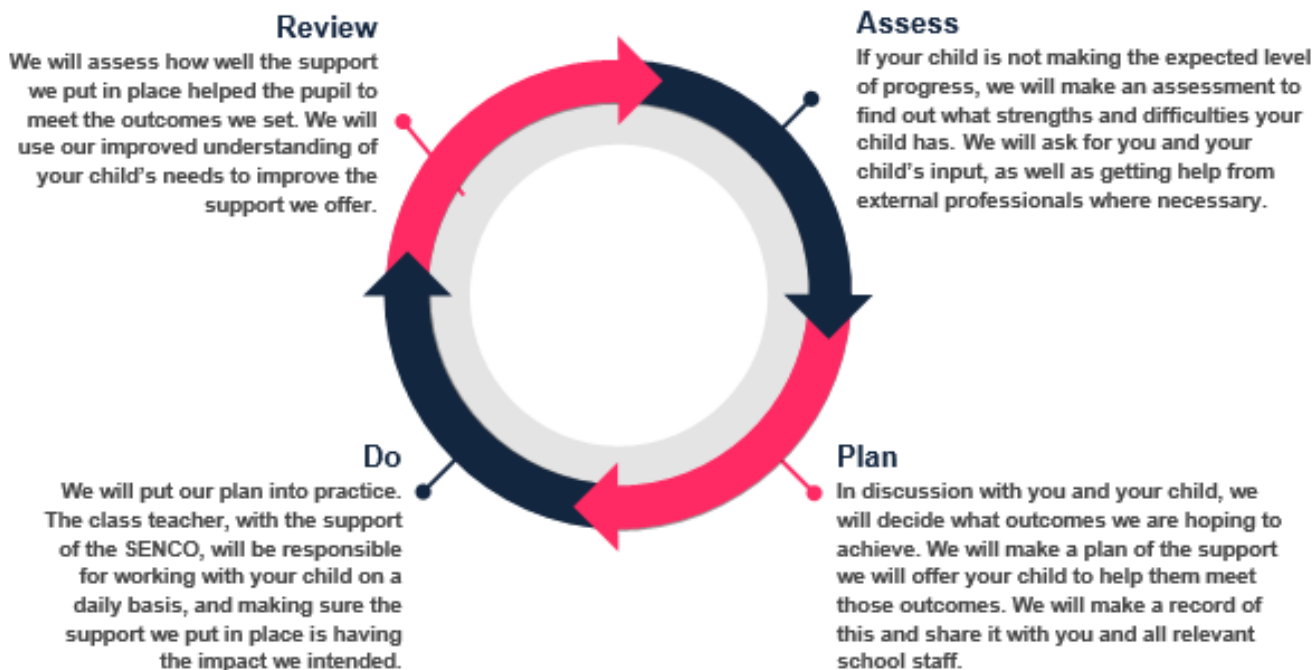 Review
We will assess how well the support
we put in place helped the pupil to
meet the outcomes we set. We will
use our improved understanding of
your child's needs to improve the
support we offer.
Assess
If your child is not making the expected level
of progress, we will make an assessment to
find out what strengths and difficulties your
child has. We will ask for you and your
child's input, as well as getting help from
external professionals where necessary.
Do
We will put our plan into practice.
The class teacher, with the support
of the SENCO, will be responsible
for working with your child on a
daily basis, and making sure the
support we put in place is having
the impact we intended.
Plan
In discussion with you and your child, we
will decide what outcomes we are hoping to
achieve. We will make a plan of the support
we will offer your child to help them meet
those outcomes. We will make a record of
this and share it with you and all relevant
school staff.